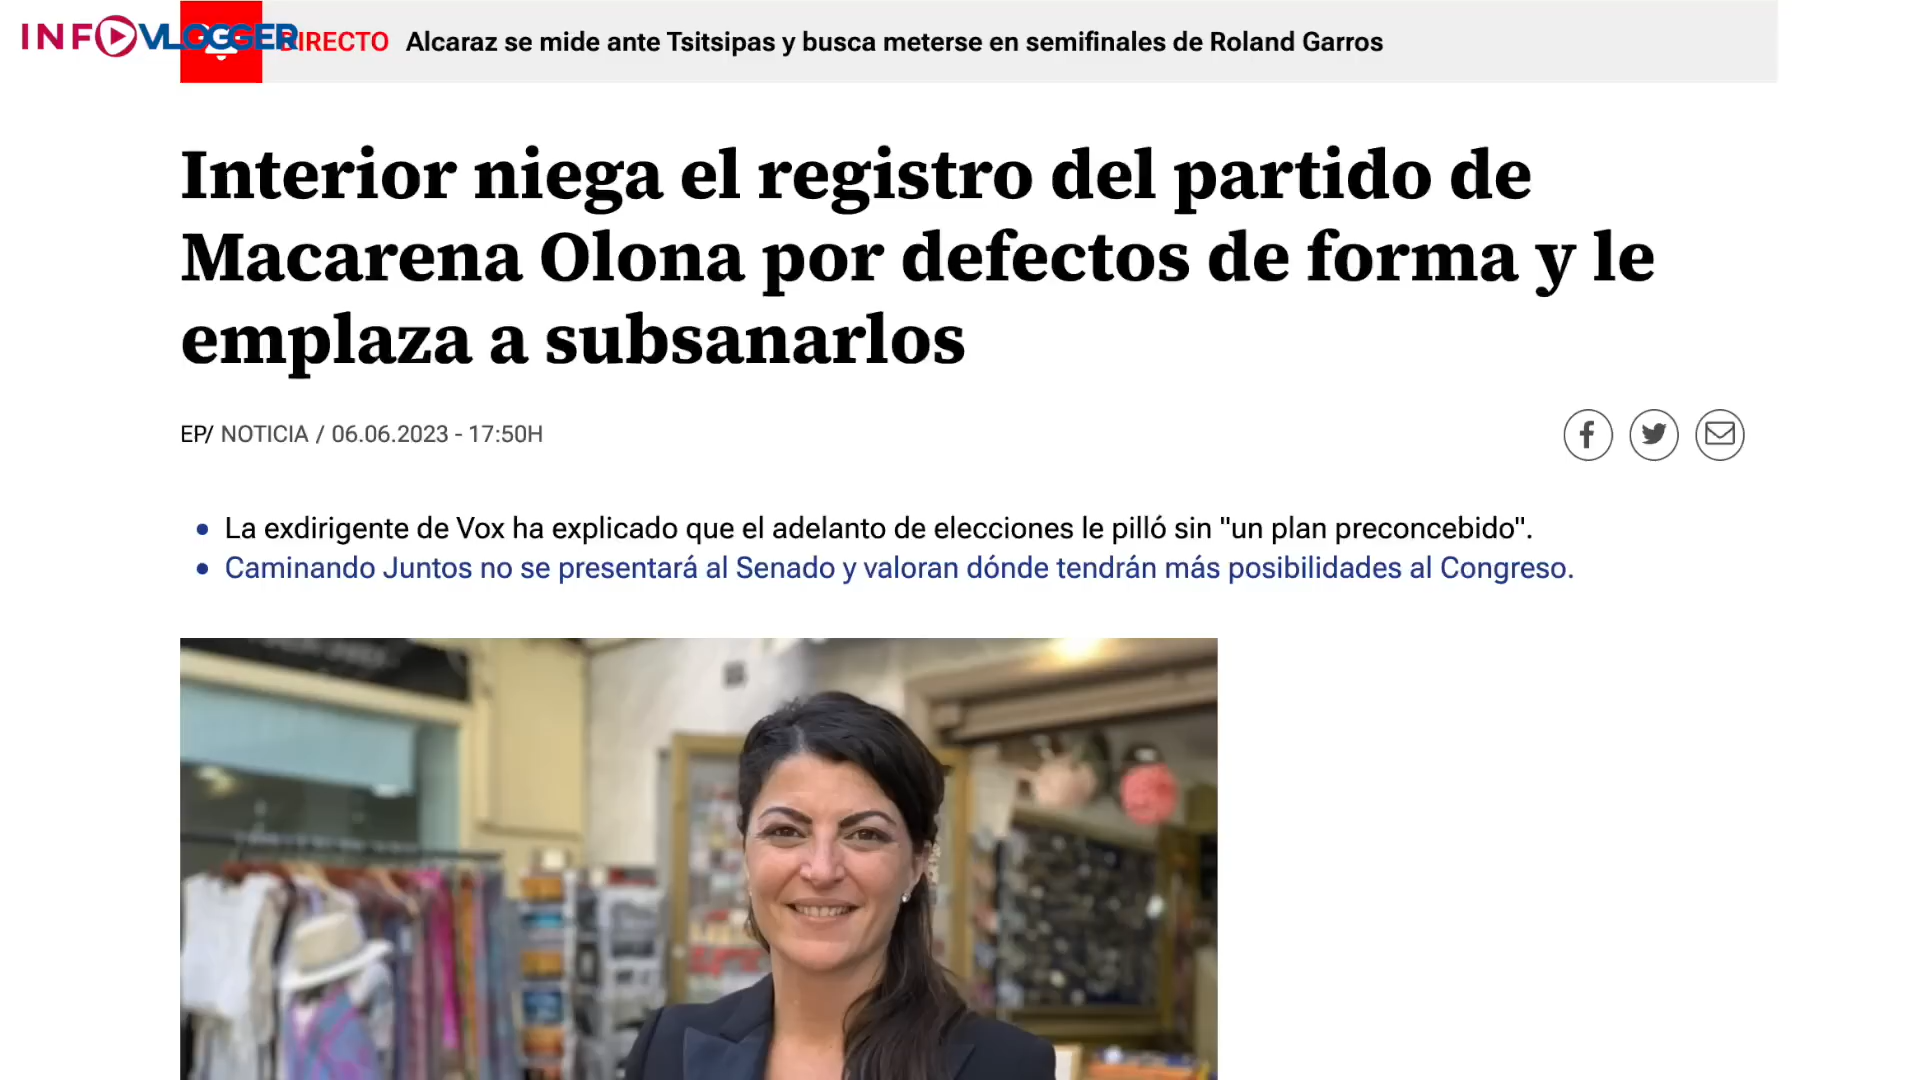 INFOVLOGGER
DIRECTO Alcaraz se mide ante Tsitsipas y busca meterse en semifinales de Roland Garros
Interior niega el registro del partido de
Macarena Olona por defectos de forma y le
emplaza a subsanarlos
EP/ NOTICIA / 06.06.2023 - 17:50H
La exdirigente de Vox ha explicado que el adelanto de elecciones le pilló sin "un plan preconcebido".
Caminando Juntos no se presentará al Senado y valoran dónde tendrán más posibilidades al Congreso.